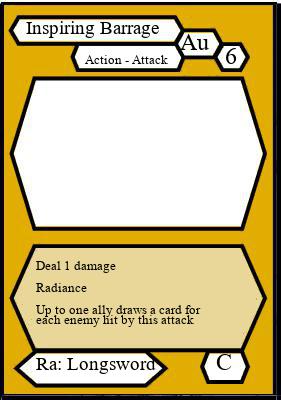 Inspiring Barrage
Au
Action - Attack
6
Deal 1 damage
Radiance
Up to one ally draws a card for
each enemy hit by this attack
Ra: Longsword
C